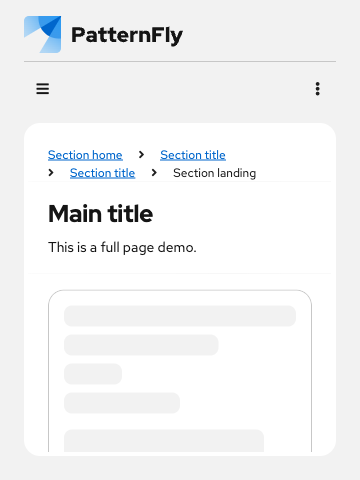 PatternFly
Section home > Section title
> Section title > Section landing
Main title
This is a full page demo.